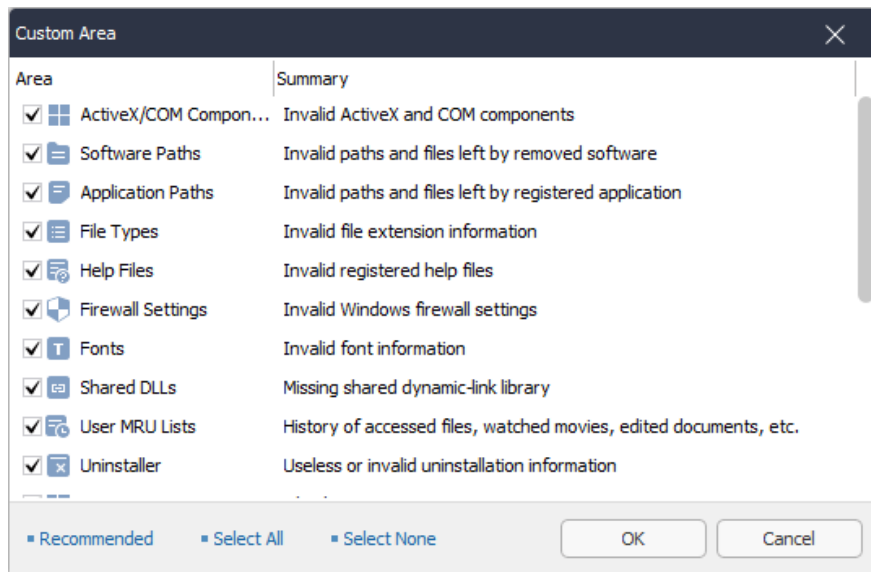 Custom Area
Area Summary
ActiveX/COM Compon... Invalid ActiveX and COM components
Software Paths Invalid paths and files left by removed software
Application Paths Invalid paths and files left by registered application
File Types Invalid file extension information
Help Files Invalid registered help files
Firewall Settings Invalid Windows firewall settings
Fonts Invalid font information
Shared DLLs Missing shared dynamic-link library
User MRU Lists History of accessed files, watched movies, edited documents, etc.
Uninstaller Useless or invalid uninstallation information
Recommended Select All Select None OK Cancel